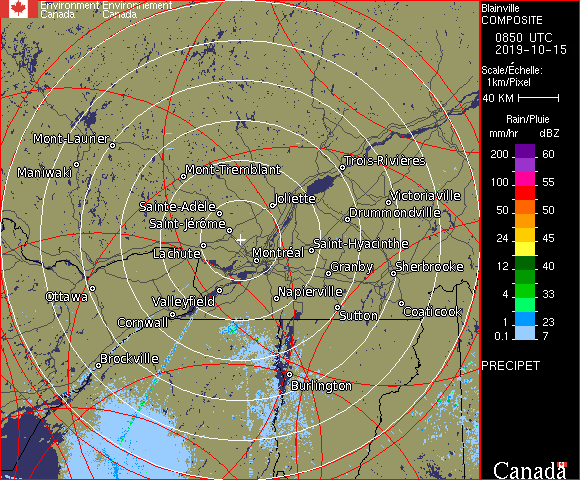 Environment Environnement
Canada Canada
Blainville
COMPOSITE
0850 UTC
2019-10-15
Scale/Échelle:
1km/Pixel
40 KM
Rain/Pluie
mm/hr dBZ
200 60
100 55
50 50
24 45
12 40
4 33
1 23
0.1 7
PRECIPET
Mont-Laurier
Maniwaki
Mont-Tremblant
Trois-Rivières
Joliette
Victoriaville
Sainte-Adèle
Drummondville
Saint-Jérôme
Lachute
Montréal
Saint-Hyacinthe
Granby
Sherbrooke
Ottawa
Valleyfield
Napierville
Cornwall
Sutton
Coaticook
Brockville
Burlington
Canada